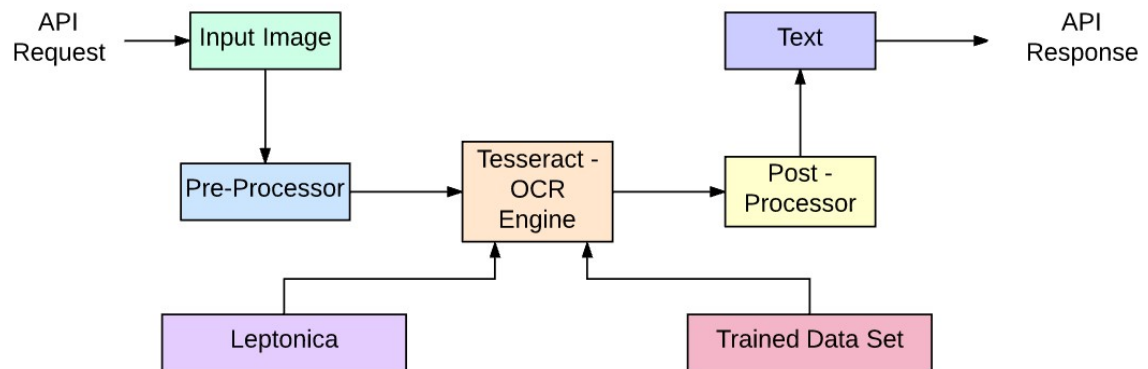 API
Request
Input Image
Text
API
Response
Pre-Processor
Tesseract -
OCR
Engine
Post -
Processor
Leptonica
Trained Data Set